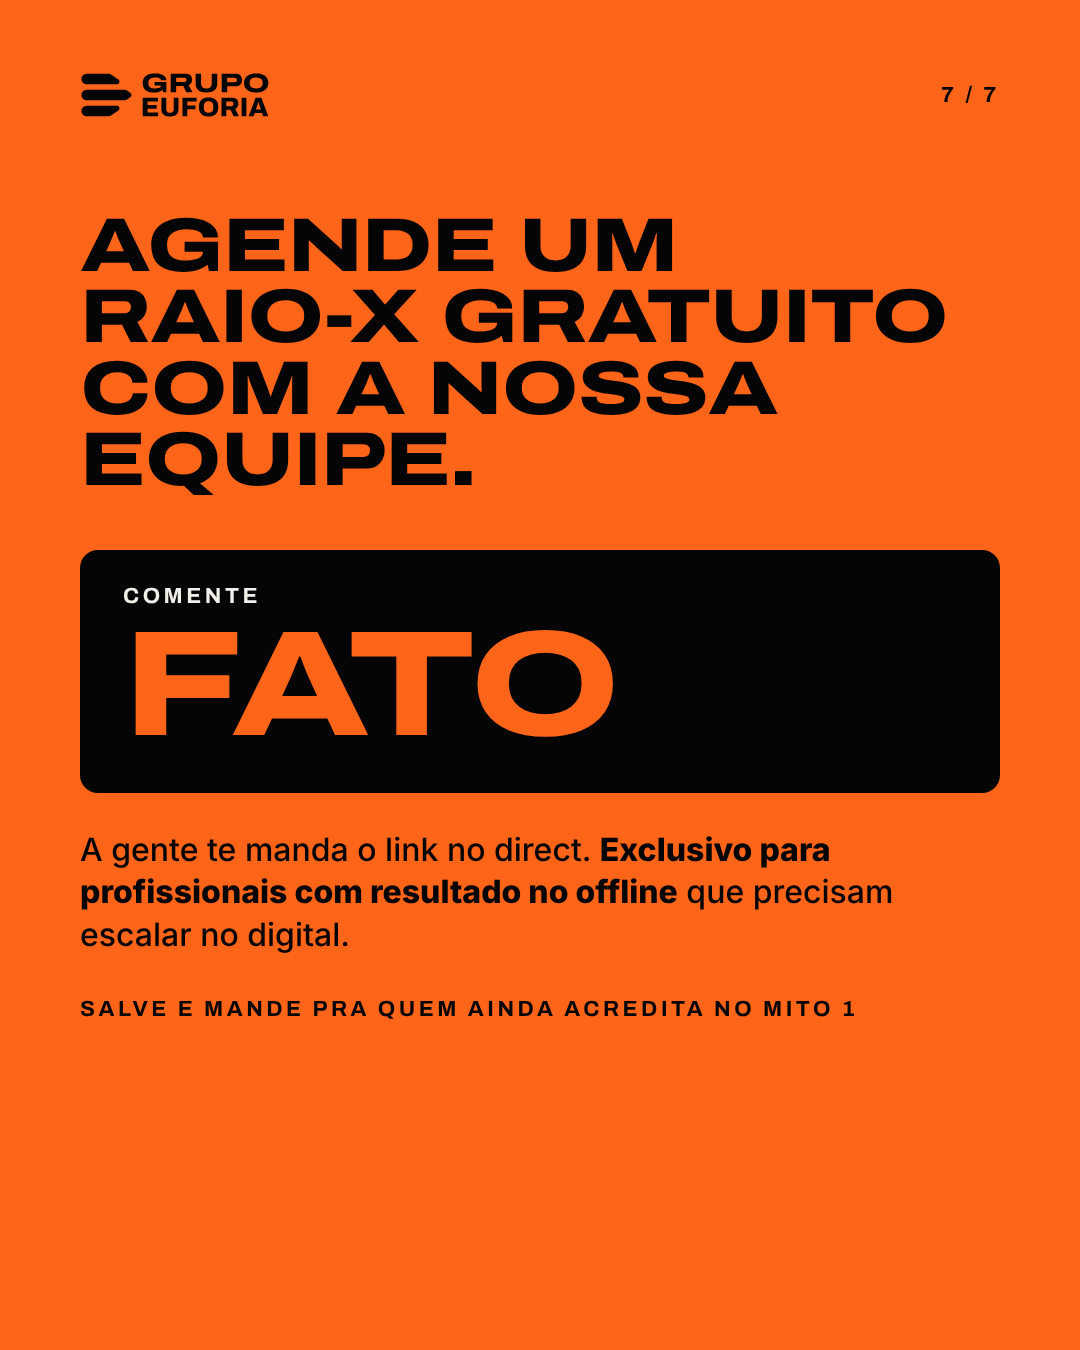 GRUPO
EUFORIA
7 / 7
AGENDE UM
RAIO-X GRATUITO
COM A NOSSA
EQUIPE.
COMENTE
FATO
A gente te manda o link no direct. Exclusivo para
profissionais com resultado no offline que precisam
escalar no digital.
SALVE E MANDE PRA QUEM AINDA ACREDITA NO MITO 1